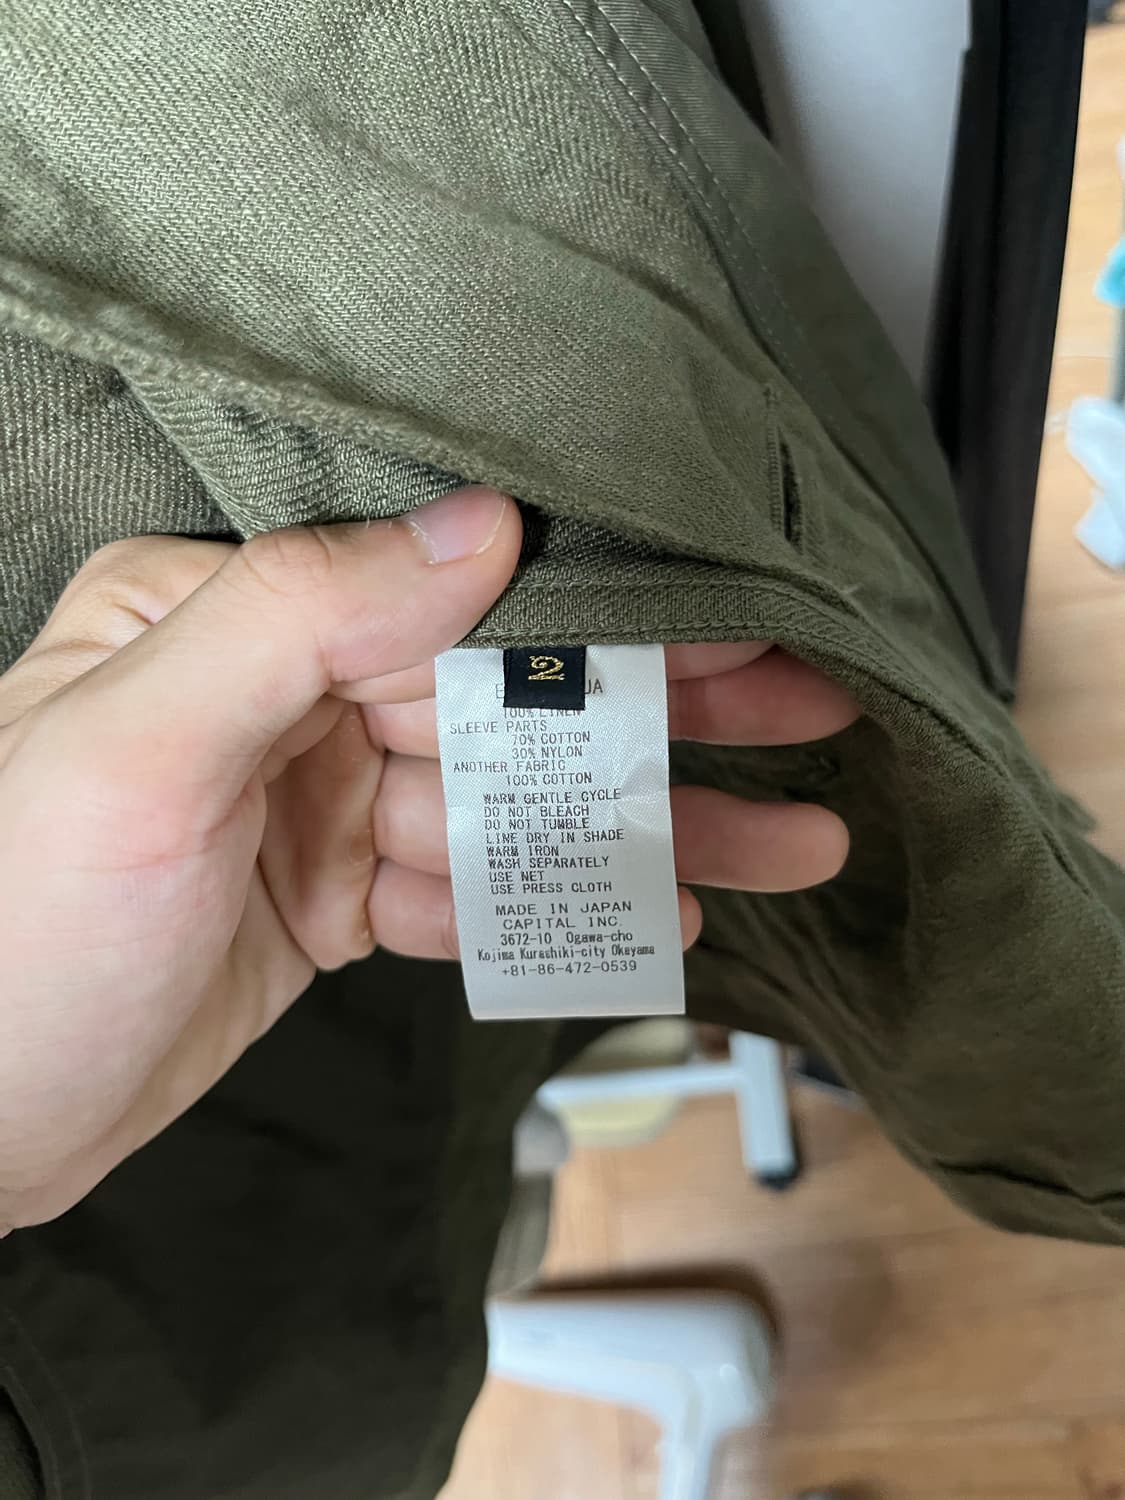 2
100% LINEN
SLEEVE PARTS
70% COTTON
30% NYLON
ANOTHER FABRIC
100% COTTON
WARM GENTLE CYCLE
DO NOT BLEACH
DO NOT TUMBLE
LINE DRY IN SHADE
WARM IRON
WASH SEPARATELY
USE NET
USE PRESS CLOTH
MADE IN JAPAN
CAPITAL INC.
3672-10 Ogawa-cho
Kojima Kurashiki-city Okayama
+81-86-472-0539